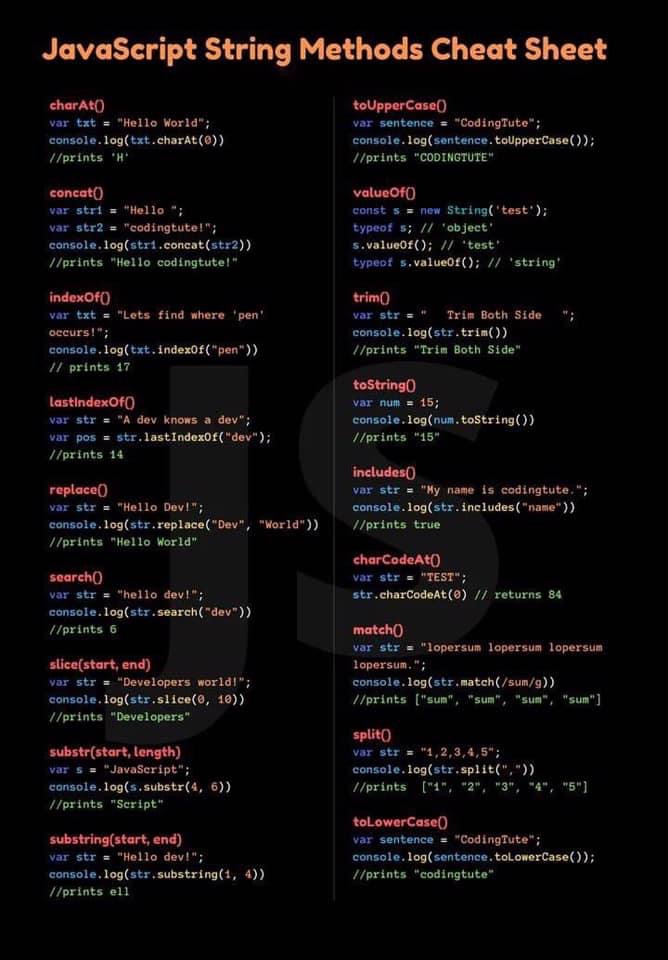 JavaScript String Methods Cheat Sheet
charAt()
var txt = "Hello World";
console.log(txt.charAt(0))
//prints 'H'
concat()
var str1 = "Hello ";
var str2 = "codingtute!";
console.log(str1.concat(str2))
//prints "Hello codingtute!"
indexOf()
var txt = "Lets find where 'pen'
occurs!";
console.log(txt.indexOf("pen"))
// prints 17
lastIndexOf()
var str = "A dev knows a dev";
var pos = str.lastIndexOf("dev");
//prints 14
replace()
var str = "Hello Dev!";
console.log(str.replace("Dev", "World"))
//prints "Hello World"
search()
var str = "hello dev!";
console.log(str.search("dev"))
//prints 6
slice(start, end)
var str = "Developers world!";
console.log(str.slice(0, 10))
//prints "Developers"
substr(start, length)
var s = "JavaScript";
console.log(s.substr(4, 6))
//prints "Script"
substring(start, end)
var str = "Hello dev!";
console.log(str.substring(1, 4))
//prints ell
toUpperCase()
var sentence = "CodingTute";
console.log(sentence.toUpperCase());
//prints "CODINGTUTE"
valueOf()
const s = new String('test');
typeof s; // 'object'
s.valueOf(); // 'test'
typeof s.valueOf(); // 'string'
trim()
var str = "   Trim Both Side   ";
console.log(str.trim())
//prints "Trim Both Side"
toString()
var num = 15;
console.log(num.toString())
//prints "15"
includes()
var str = "My name is codingtute.";
console.log(str.includes("name"))
//prints true
charCodeAt()
var str = "TEST";
str.charCodeAt(0) // returns 84
match()
var str = "lopersum lopersum lopersum
lopersum.";
console.log(str.match(/sum/g))
//prints ["sum", "sum", "sum", "sum"]
split()
var str = "1,2,3,4,5";
console.log(str.split(","))
//prints  ["1", "2", "3", "4", "5"]
toLowerCase()
var sentence = "CodingTute";
console.log(sentence.toLowerCase());
//prints "codingtute"
JS